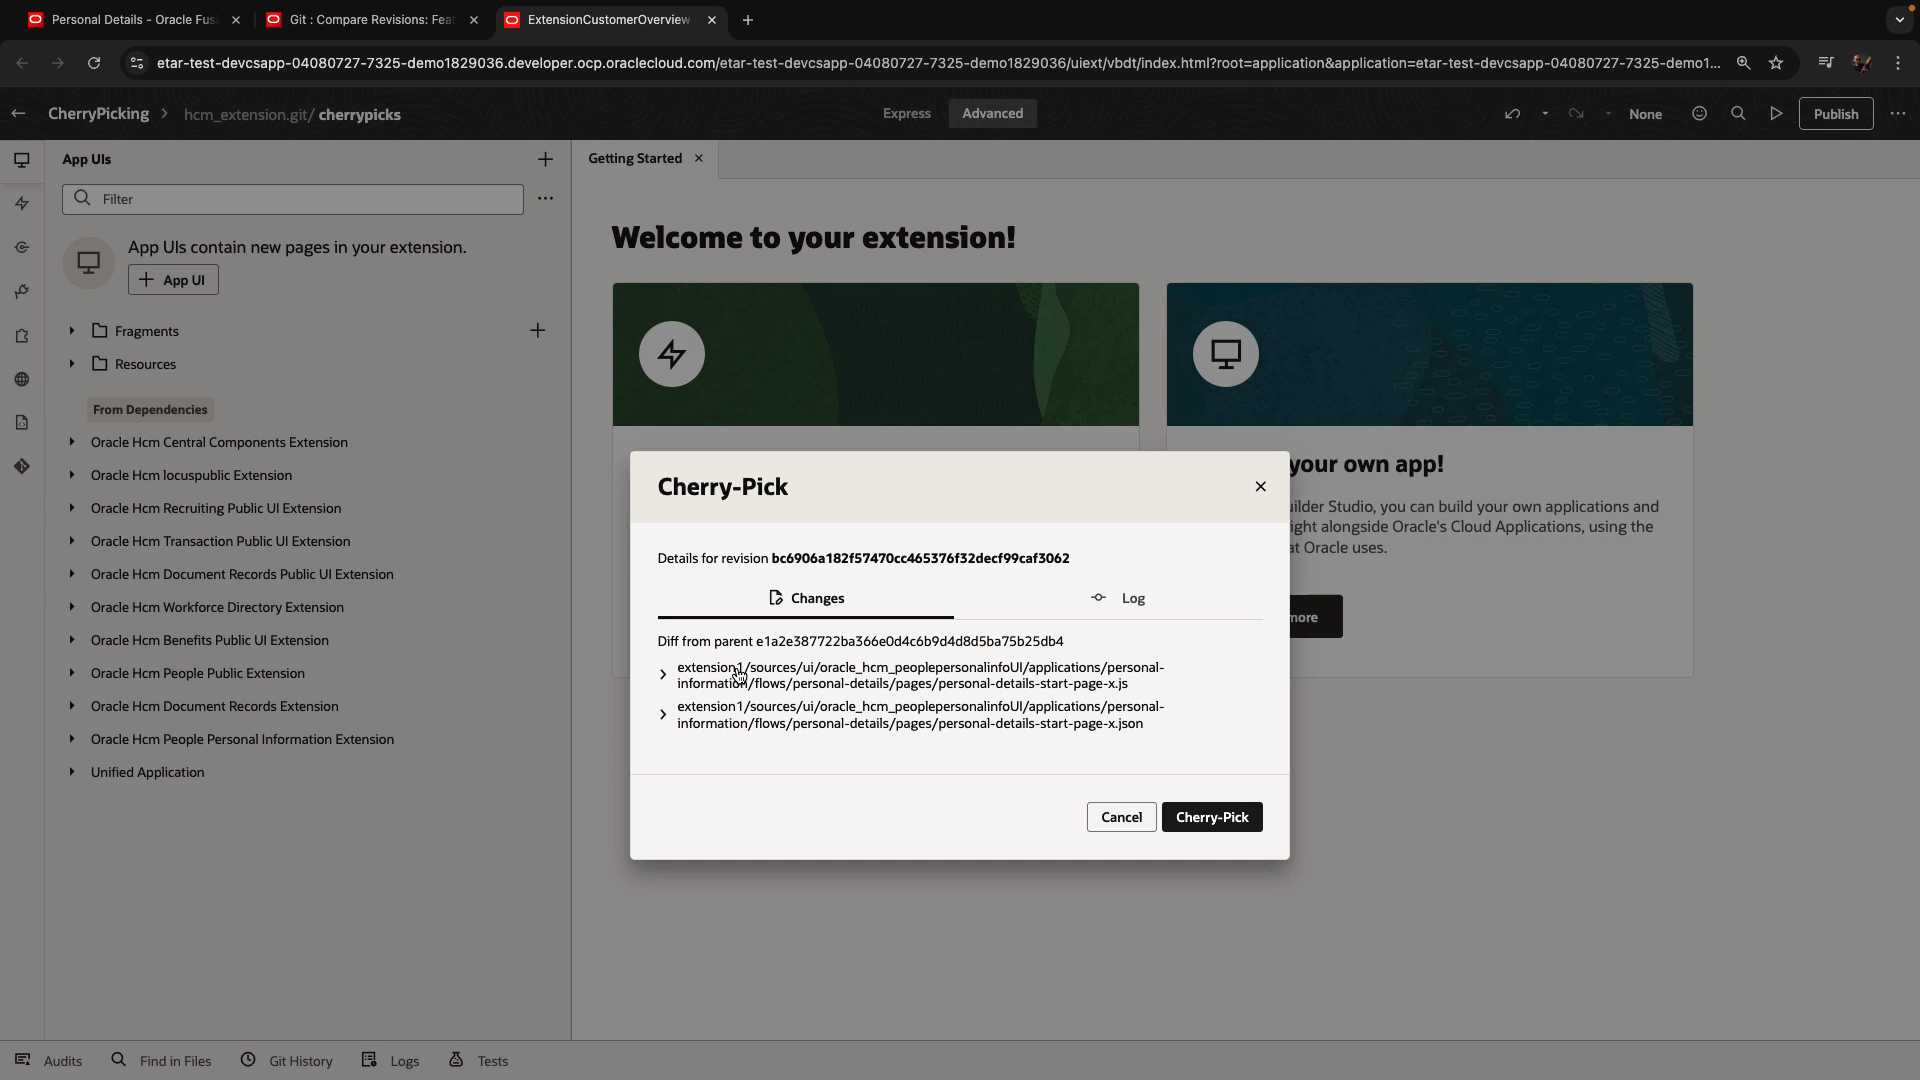 Personal Details - Oracle Fus
Git : Compare Revisions: Feat
ExtensionCustomerOverview
etar-test-devcsapp-04080727-7325-demo1829036.developer.ocp.oraclecloud.com/etar-test-devcsapp-04080727-7325-demo1829036/uiext/vbdt/index.html?root=application&application=etar-test-devcsapp-04080727-7325-demo1...
CherryPicking
hcm_extension.git/ cherrypicks
Express
Advanced
None
Publish
App UIs
Filter
App UIs contain new pages in your extension.
App UI
Fragments
Resources
From Dependencies
Oracle Hcm Central Components Extension
Oracle Hcm locuspublic Extension
Oracle Hcm Recruiting Public UI Extension
Oracle Hcm Transaction Public UI Extension
Oracle Hcm Document Records Public UI Extension
Oracle Hcm Workforce Directory Extension
Oracle Hcm Benefits Public UI Extension
Oracle Hcm People Public Extension
Oracle Hcm Document Records Extension
Oracle Hcm People Personal Information Extension
Unified Application
Getting Started
Welcome to your extension!
your own app!
uilder Studio, you can build your own applications and
ight alongside Oracle's Cloud Applications, using the
at Oracle uses.
more
Cherry-Pick
Details for revision bc6906a182f57470cc465376f32decf99caf3062
Changes
Log
Diff from parent e1a2e387722ba366e0d4c6b9d4d8d5ba75b25db4
extension1/sources/ui/oracle_hcm_peoplepersonalinfoUI/applications/personal-
information/flows/personal-details/pages/personal-details-start-page-x.js
extension1/sources/ui/oracle_hcm_peoplepersonalinfoUI/applications/personal-
information/flows/personal-details/pages/personal-details-start-page-x.json
Cancel
Cherry-Pick
Audits
Find in Files
Git History
Logs
Tests